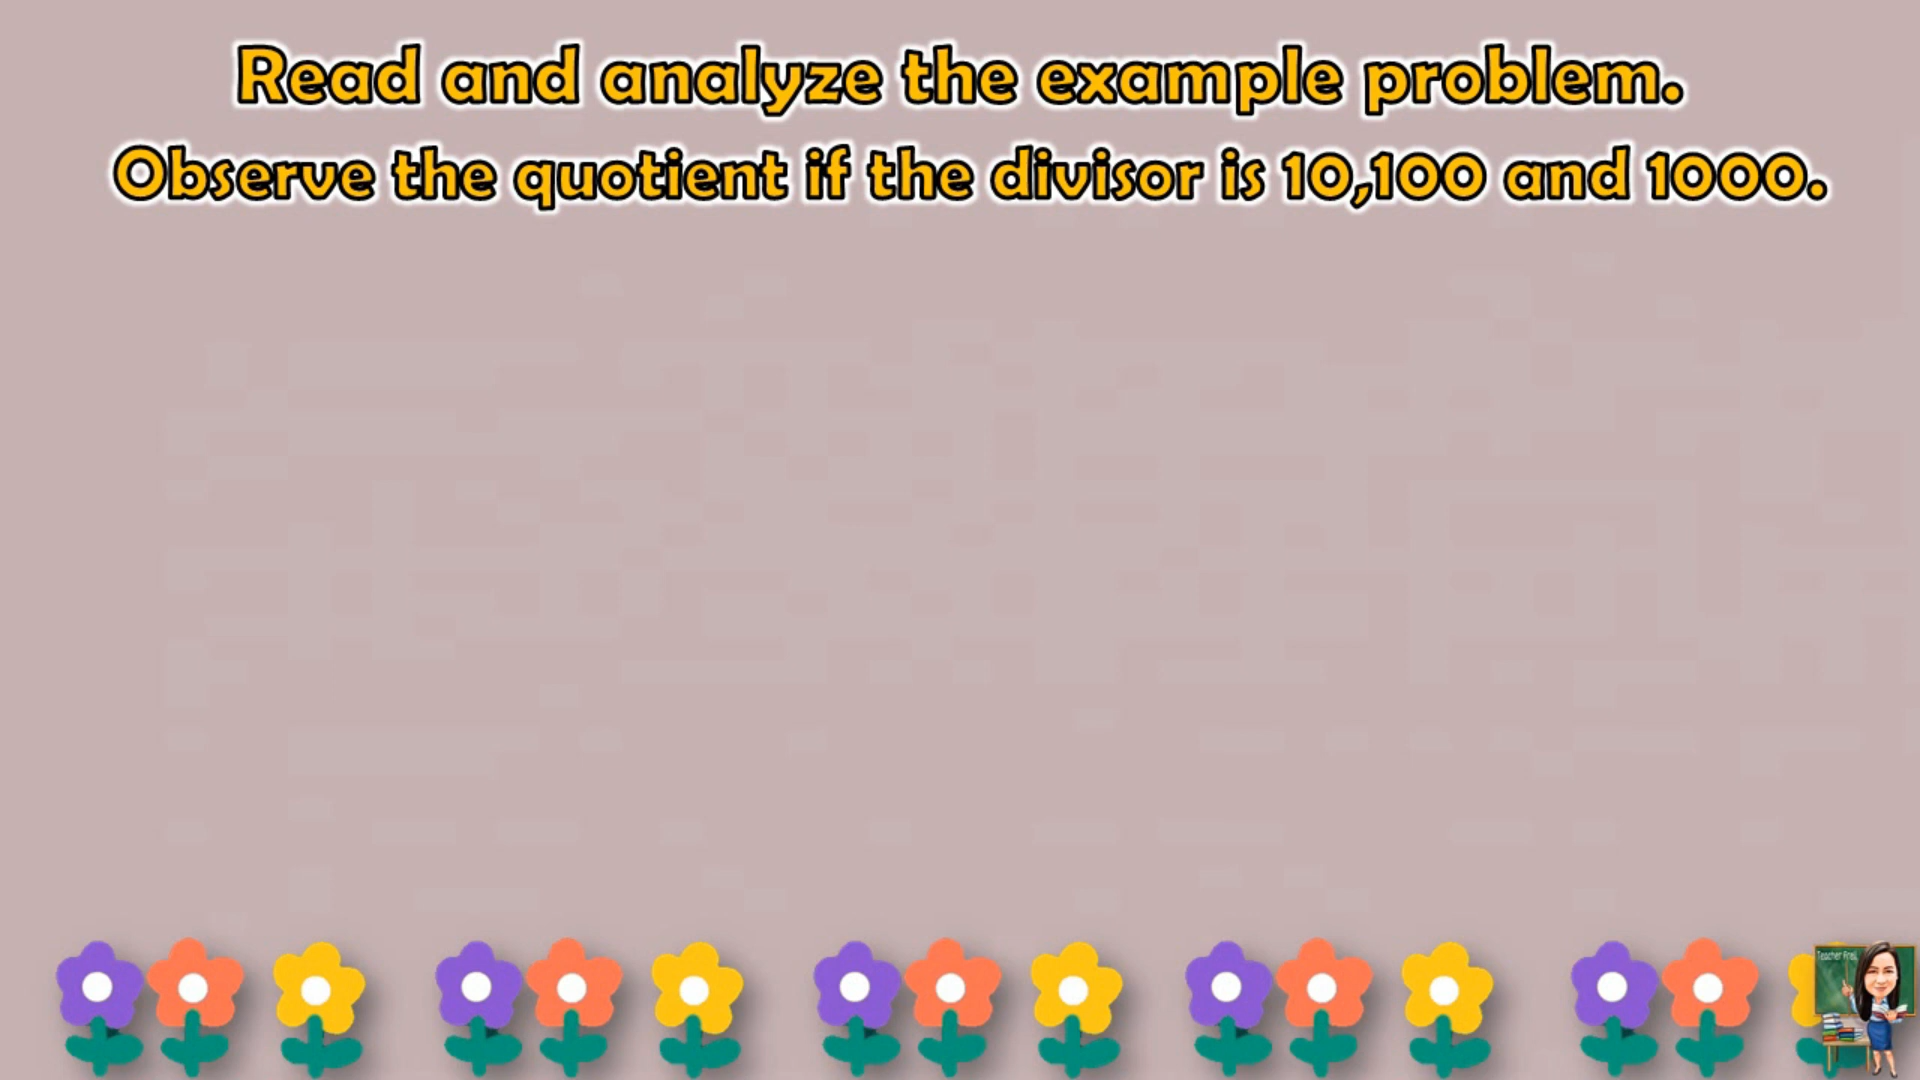 Read and analyze the example problem.
Observe the quotient if the divisor is 10,100 and 1000.